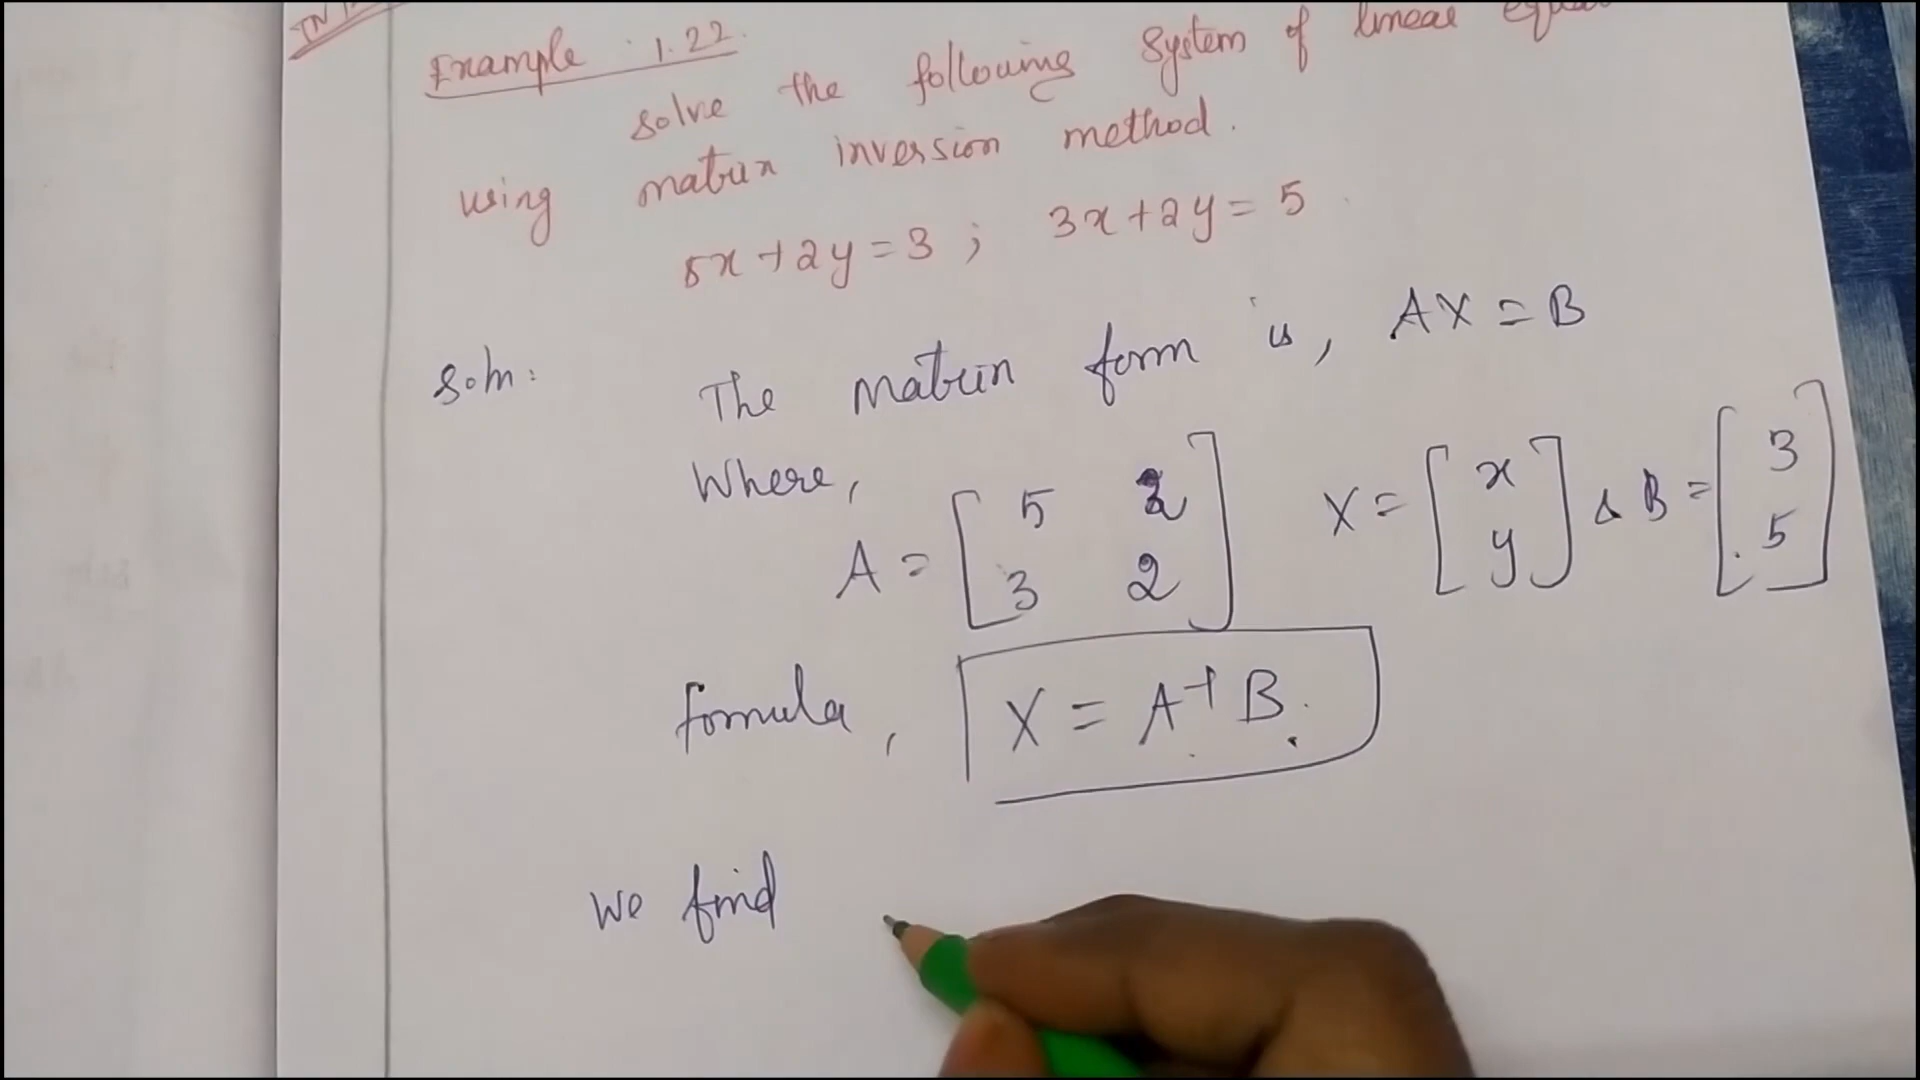 Example 1.22.
solve the following system of linear
using matrix inversion method.
5x + 2y = 3 ; 3x + 2y = 5
Soln: The matrix form is, AX = B
Where,
A = [5 2; 3 2] X = [x; y] & B = [3; 5]
formula, X = A⁻¹ B.
We find